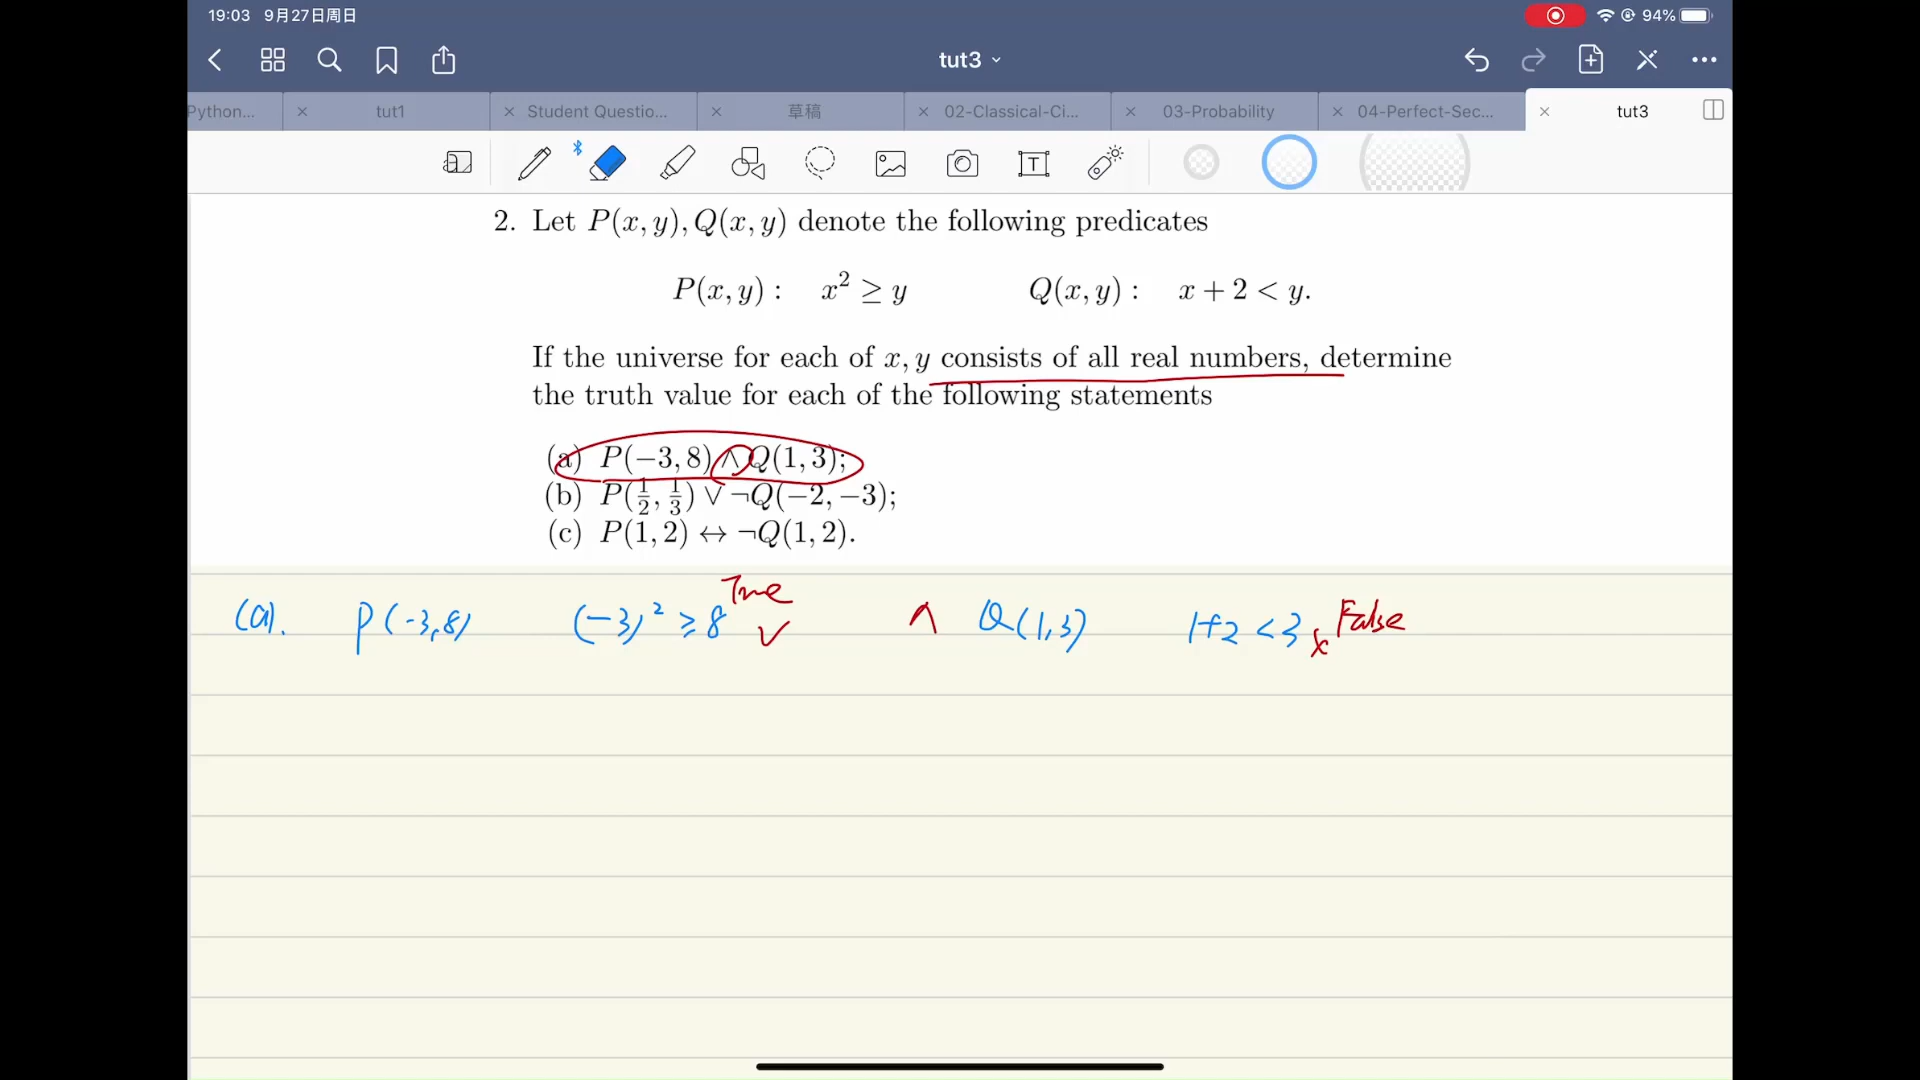 19:03 9月27日周日 94%
tut3
Python... tut1 Student Questio... 草稿 02-Classical-Ci... 03-Probability 04-Perfect-Sec... tut3
2. Let P(x, y), Q(x, y) denote the following predicates
P(x, y) : x² ≥ y Q(x, y) : x + 2 < y.
If the universe for each of x, y consists of all real numbers, determine
the truth value for each of the following statements
(a) P(−3, 8) ∧ Q(1, 3);
(b) P(1/2, 1/3) ∨ ¬Q(−2, −3);
(c) P(1, 2) ↔ ¬Q(1, 2).
(a). P(-3,8) (-3)² ≥ 8 True ✓ ∧ Q(1,3) 1+2 < 3 x False